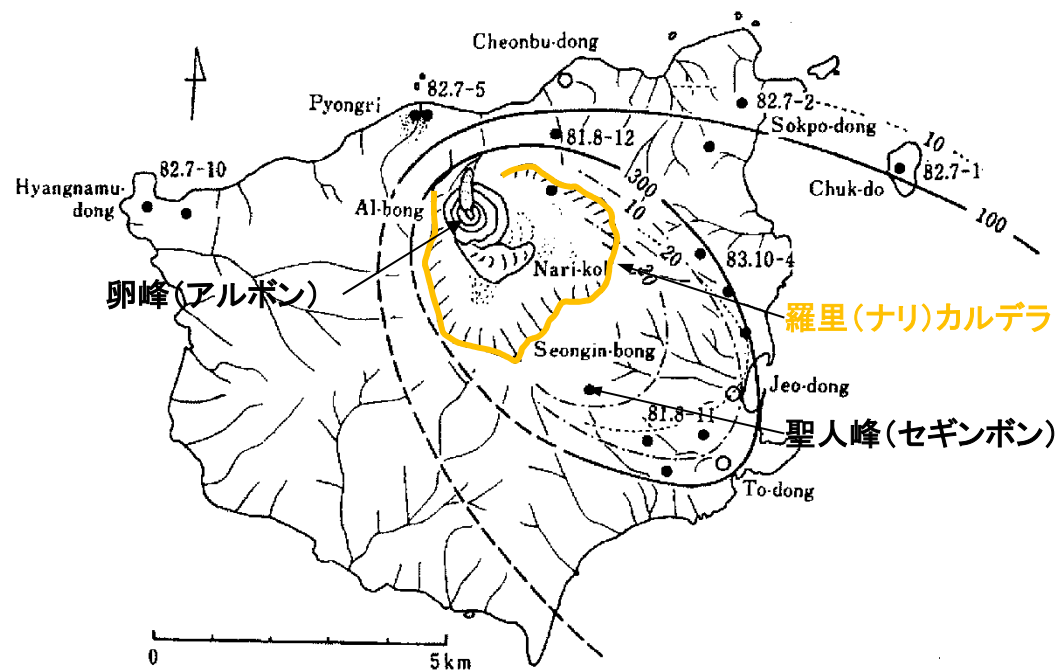 Cheonbu-dong
82.7-5
Pyongri
82.7-2
Sokpo-dong
10
81.8-12
82.7-1
82.7-10
Hyangnamu-
dong
300
Chuk-do
Al-bong
10
100
20
83.10-4
Nari-kol
卵峰(アルボン)
羅里(ナリ)カルデラ
Seongin-bong
Jeo-dong
81.8-11
聖人峰(セギンボン)
To-dong
0
5km